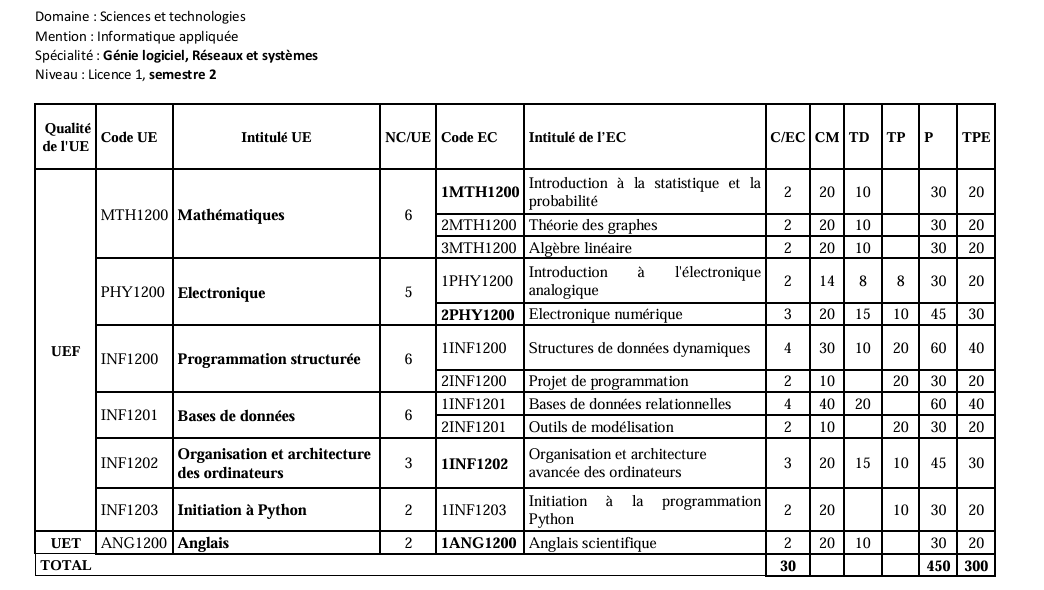 Domaine : Sciences et technologies
Mention : Informatique appliquée
Spécialité : Génie logiciel, Réseaux et systèmes
Niveau : Licence 1, semestre 2
Qualité de l'UE Code UE Intitulé UE NC/UE Code EC Intitulé de l'EC C/EC CM TD TP P TPE
UEF MTH1200 Mathématiques 6 1MTH1200 Introduction à la statistique et la probabilité 2 20 10 30 20
2MTH1200 Théorie des graphes 2 20 10 30 20
3MTH1200 Algèbre linéaire 2 20 10 30 20
PHY1200 Electronique 5 1PHY1200 Introduction à l'électronique analogique 2 14 8 8 30 20
2PHY1200 Electronique numérique 3 20 15 10 45 30
INF1200 Programmation structurée 6 1INF1200 Structures de données dynamiques 4 30 10 20 60 40
2INF1200 Projet de programmation 2 10 20 30 20
INF1201 Bases de données 6 1INF1201 Bases de données relationnelles 4 40 20 60 40
2INF1201 Outils de modélisation 2 10 20 30 20
INF1202 Organisation et architecture des ordinateurs 3 1INF1202 Organisation et architecture avancée des ordinateurs 3 20 15 10 45 30
INF1203 Initiation à Python 2 1INF1203 Initiation à la programmation Python 2 20 10 30 20
UET ANG1200 Anglais 2 1ANG1200 Anglais scientifique 2 20 10 30 20
TOTAL 30 450 300